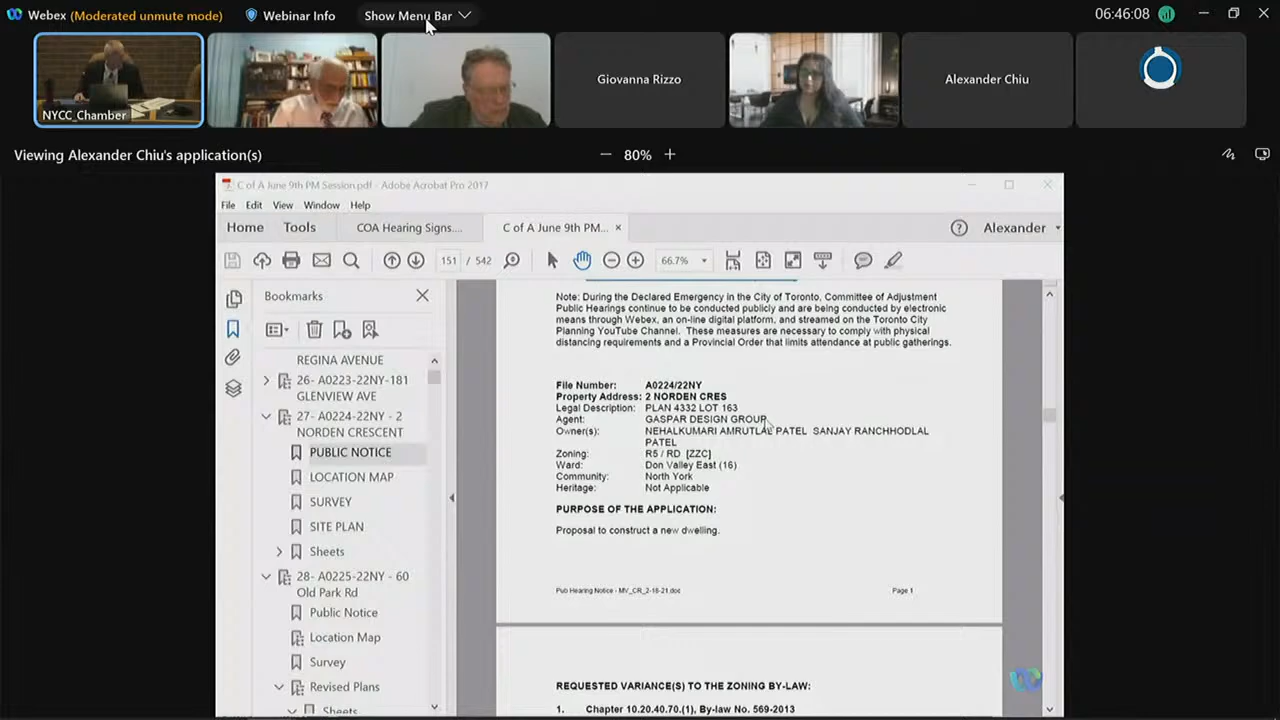 Webex (Moderated unmute mode) Webinar Info Show Menu Bar 06:46:08
NYCC_Chamber
Giovanna Rizzo
Alexander Chiu
Viewing Alexander Chiu's application(s)
80%
C of A June 9th PM Session.pdf - Adobe Acrobat Pro 2017
File Edit View Window Help
Home Tools COA Hearing Signs.... C of A June 9th PM... × Alexander
151 / 542 66.7%
Bookmarks
REGINA AVENUE
26- A0223-22NY-181
GLENVIEW AVE
27- A0224-22NY - 2
NORDEN CRESCENT
PUBLIC NOTICE
LOCATION MAP
SURVEY
SITE PLAN
Sheets
28- A0225-22NY - 60
Old Park Rd
Public Notice
Location Map
Survey
Revised Plans
Sheets
Note: During the Declared Emergency in the City of Toronto, Committee of Adjustment
Public Hearings continue to be conducted publicly and are being conducted by electronic
means through Webex, an on-line digital platform, and streamed on the Toronto City
Planning YouTube Channel. These measures are necessary to comply with physical
distancing requirements and a Provincial Order that limits attendance at public gatherings.
File Number: A0224/22NY
Property Address: 2 NORDEN CRES
Legal Description: PLAN 4332 LOT 163
Agent: GASPAR DESIGN GROUP
Owner(s): NEHALKUMARI AMRUTLAL PATEL SANJAY RANCHHODLAL
PATEL
Zoning: R5 / RD [ZZC]
Ward: Don Valley East (16)
Community: North York
Heritage: Not Applicable
PURPOSE OF THE APPLICATION:
Proposal to construct a new dwelling.
Pub Hearing Notice - MV_CR_2-18-21.doc Page 1
REQUESTED VARIANCE(S) TO THE ZONING BY-LAW:
1. Chapter 10.20.40.70.(1), By-law No. 569-2013